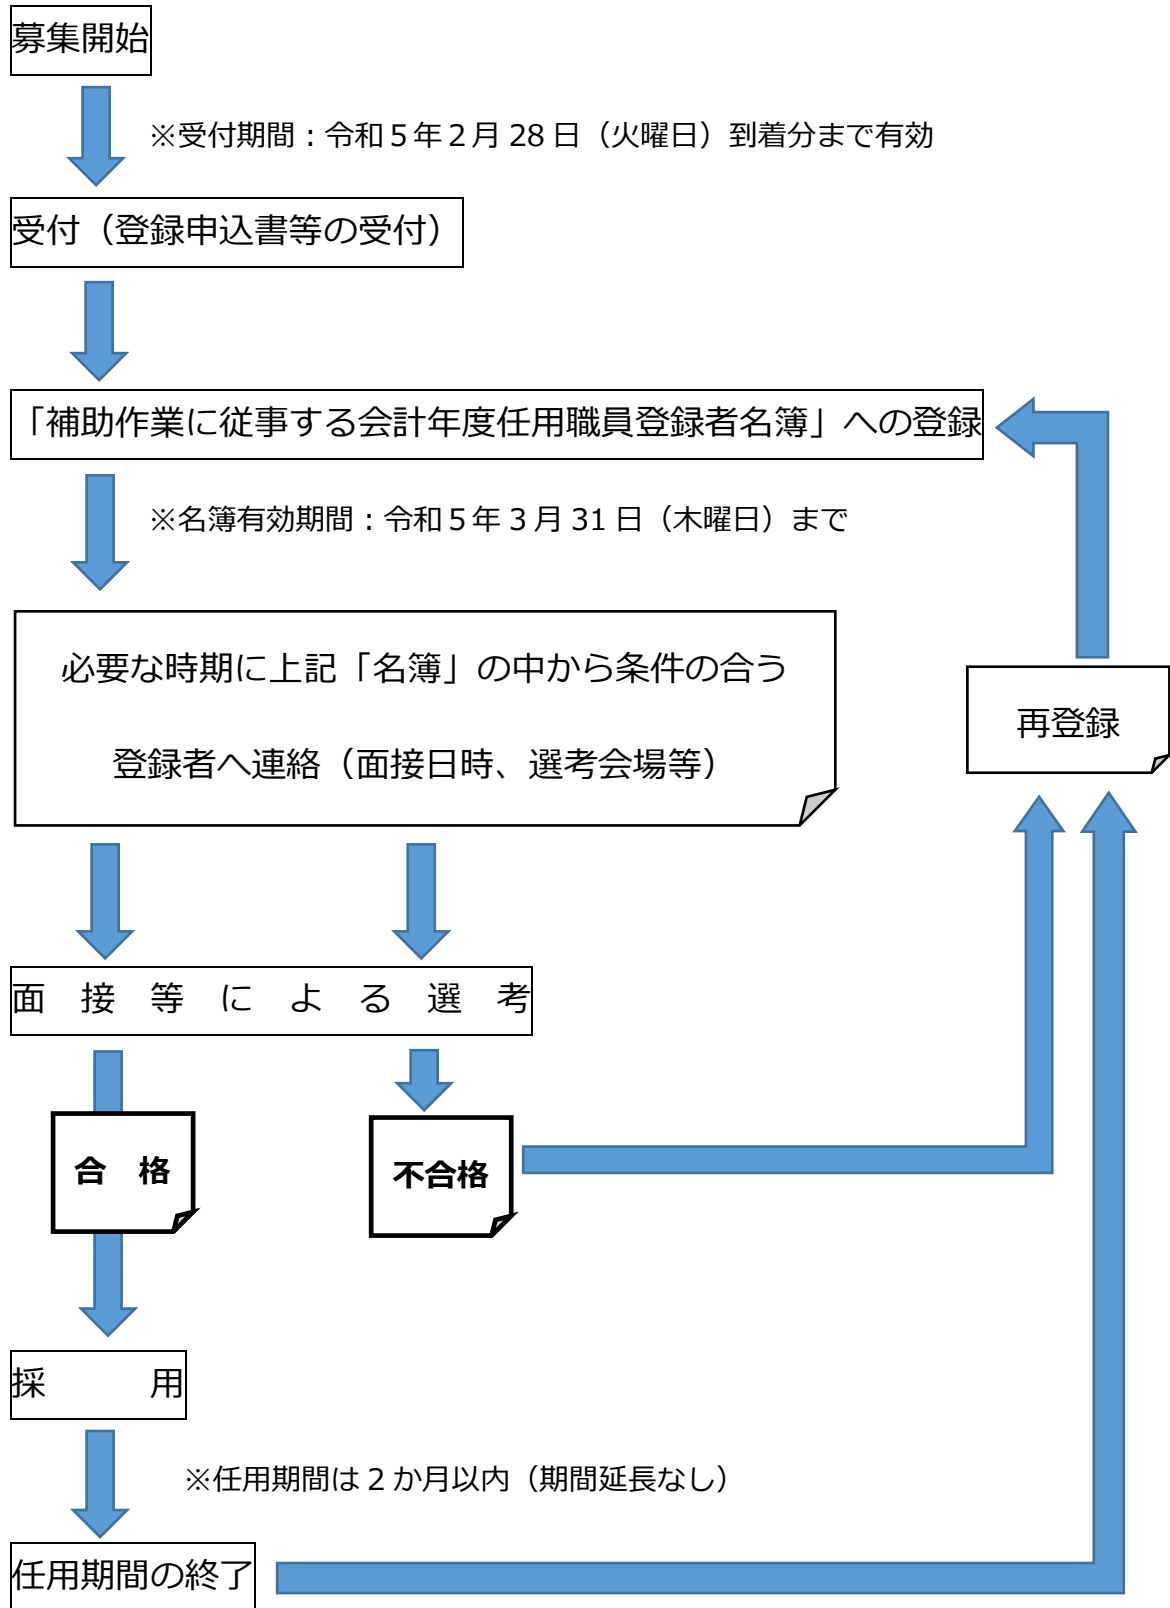 募集開始
※受付期間：令和５年２月 28 日（火曜日）到着分まで有効
受付（登録申込書等の受付）
「補助作業に従事する会計年度任用職員登録者名簿」への登録
※名簿有効期間：令和５年３月 31 日（木曜日）まで
必要な時期に上記「名簿」の中から条件の合う
登録者へ連絡（面接日時、選考会場等）
再登録
面　接　等　に　よ　る　選　考
合　格
不合格
採　　　用
※任用期間は２か月以内（期間延長なし）
任用期間の終了